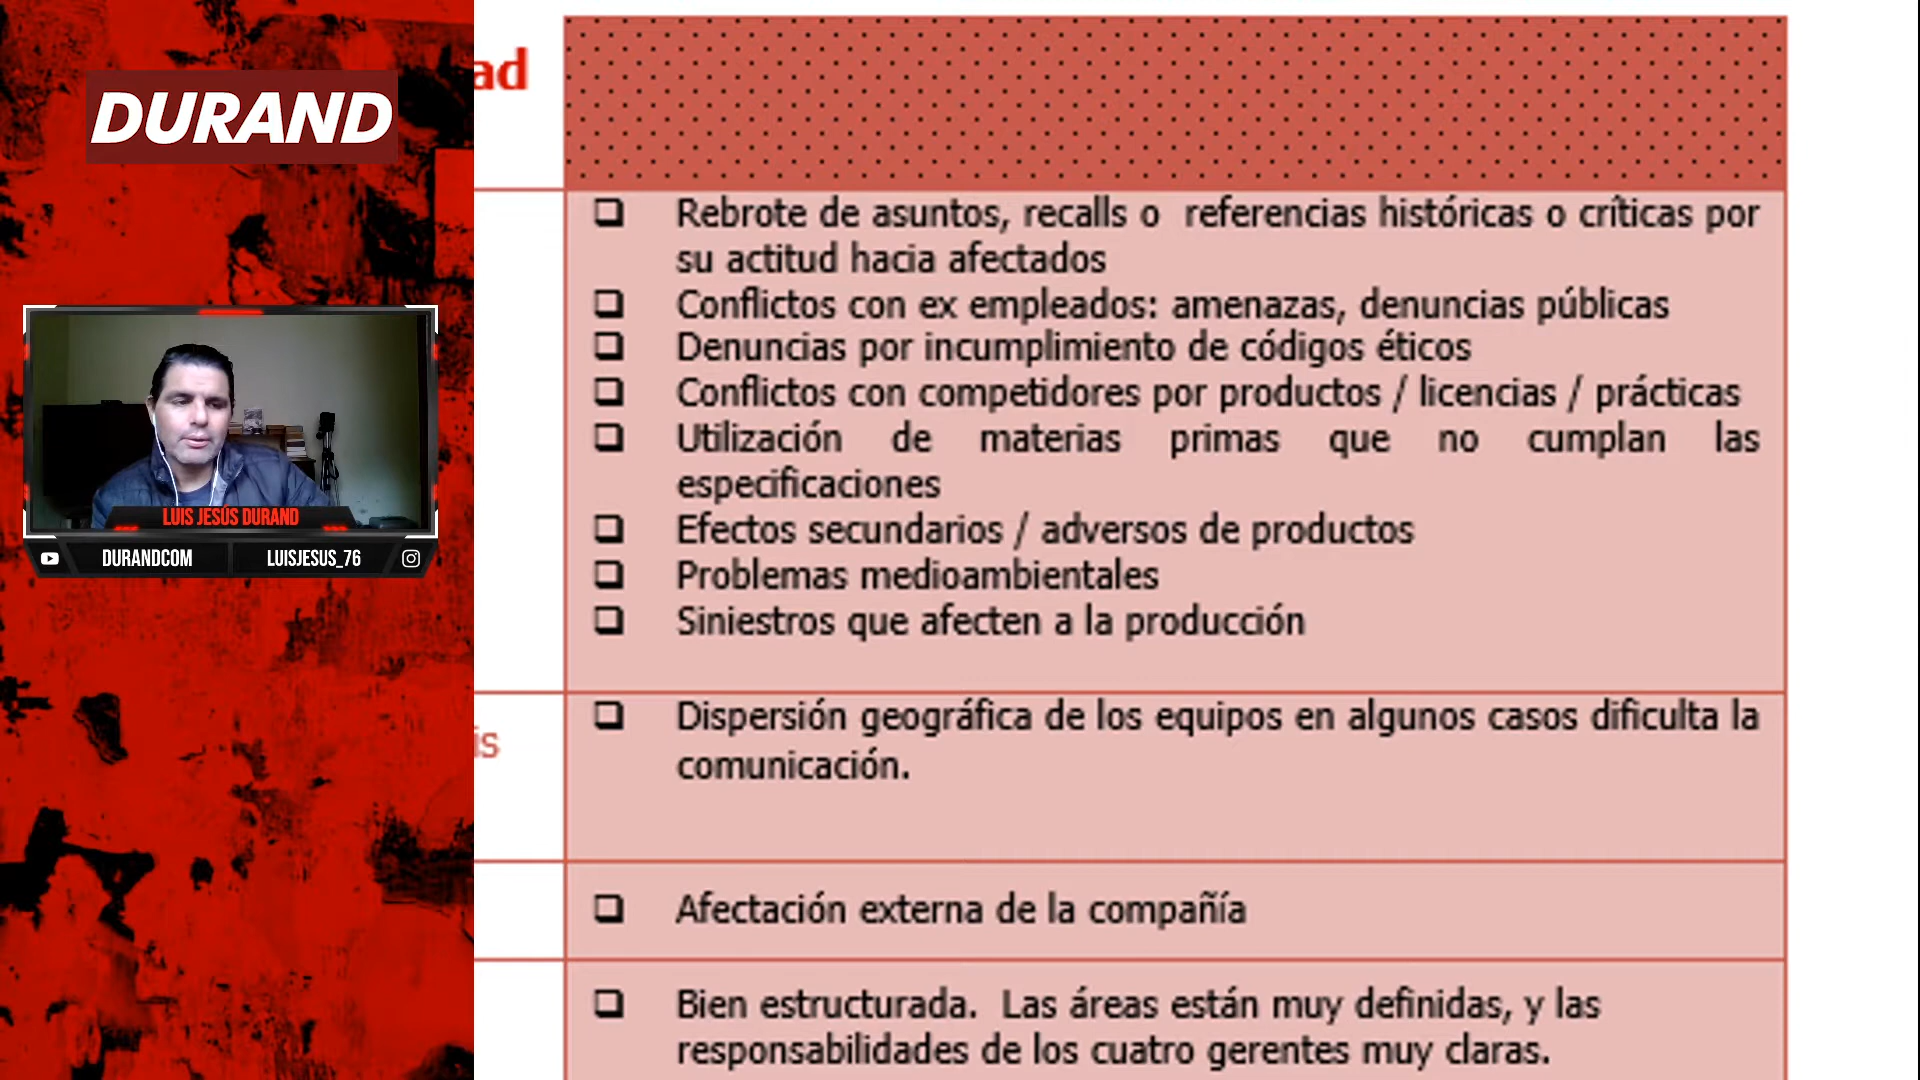 DURAND
LUIS JESÚS DURAND
DURANDCOM
LUISJESUS_76
ad
Rebrote de asuntos, recalls o referencias históricas o críticas por
su actitud hacia afectados
Conflictos con ex empleados: amenazas, denuncias públicas
Denuncias por incumplimiento de códigos éticos
Conflictos con competidores por productos / licencias / prácticas
Utilización de materias primas que no cumplan las
especificaciones
Efectos secundarios / adversos de productos
Problemas medioambientales
Siniestros que afecten a la producción
is
Dispersión geográfica de los equipos en algunos casos dificulta la
comunicación.
Afectación externa de la compañía
Bien estructurada. Las áreas están muy definidas, y las
responsabilidades de los cuatro gerentes muy claras.